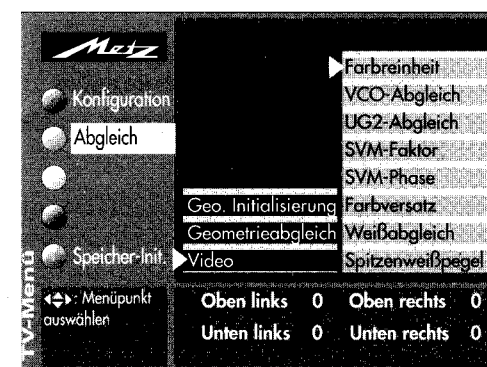 Metz
Konfiguration
Abgleich
Speicher-Init.
Geo. Initialisierung
Geometrieabgleich
Video
Farbreinheit
VCO-Abgleich
UG2-Abgleich
SVM-Faktor
SVM-Phase
Farbversatz
Weißabgleich
Spitzenweißpegel
TV-Menü
: Menüpunkt
auswählen
Oben links 0 Oben rechts 0
Unten links 0 Unten rechts 0